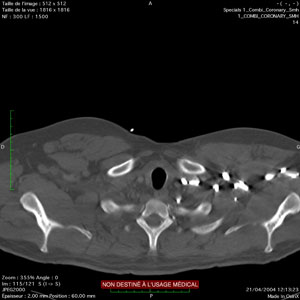 Taille de l'image : 512 x 512
Taille de la vue : 1816 x 1816
NF : 300 LF : 1500
A
- ( - , - )
Specials 1_Combi_Coronary_Smh
1_COMBI_CORONARY_SMH
14
D
G
Zoom : 355% Angle : 0
Im : 115/121 S (I -> S)
JPEG2000
Epaisseur : 2.00 mm Position : 60.00 mm
NON DESTINÉ À L'USAGE MÉDICAL
P
21/04/2004 12:13:23
Made In OsiriX